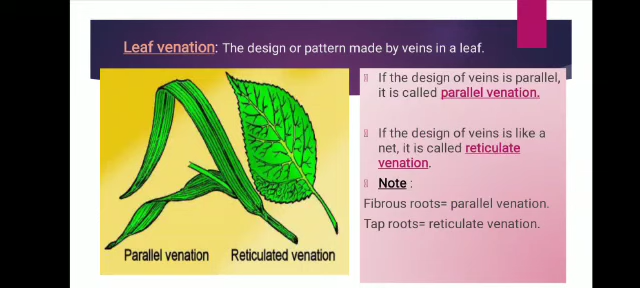 Leaf venation: The design or pattern made by veins in a leaf.
Parallel venation
Reticulated venation
If the design of veins is parallel,
it is called parallel venation.
If the design of veins is like a
net, it is called reticulate
venation.
Note :
Fibrous roots= parallel venation.
Tap roots= reticulate venation.